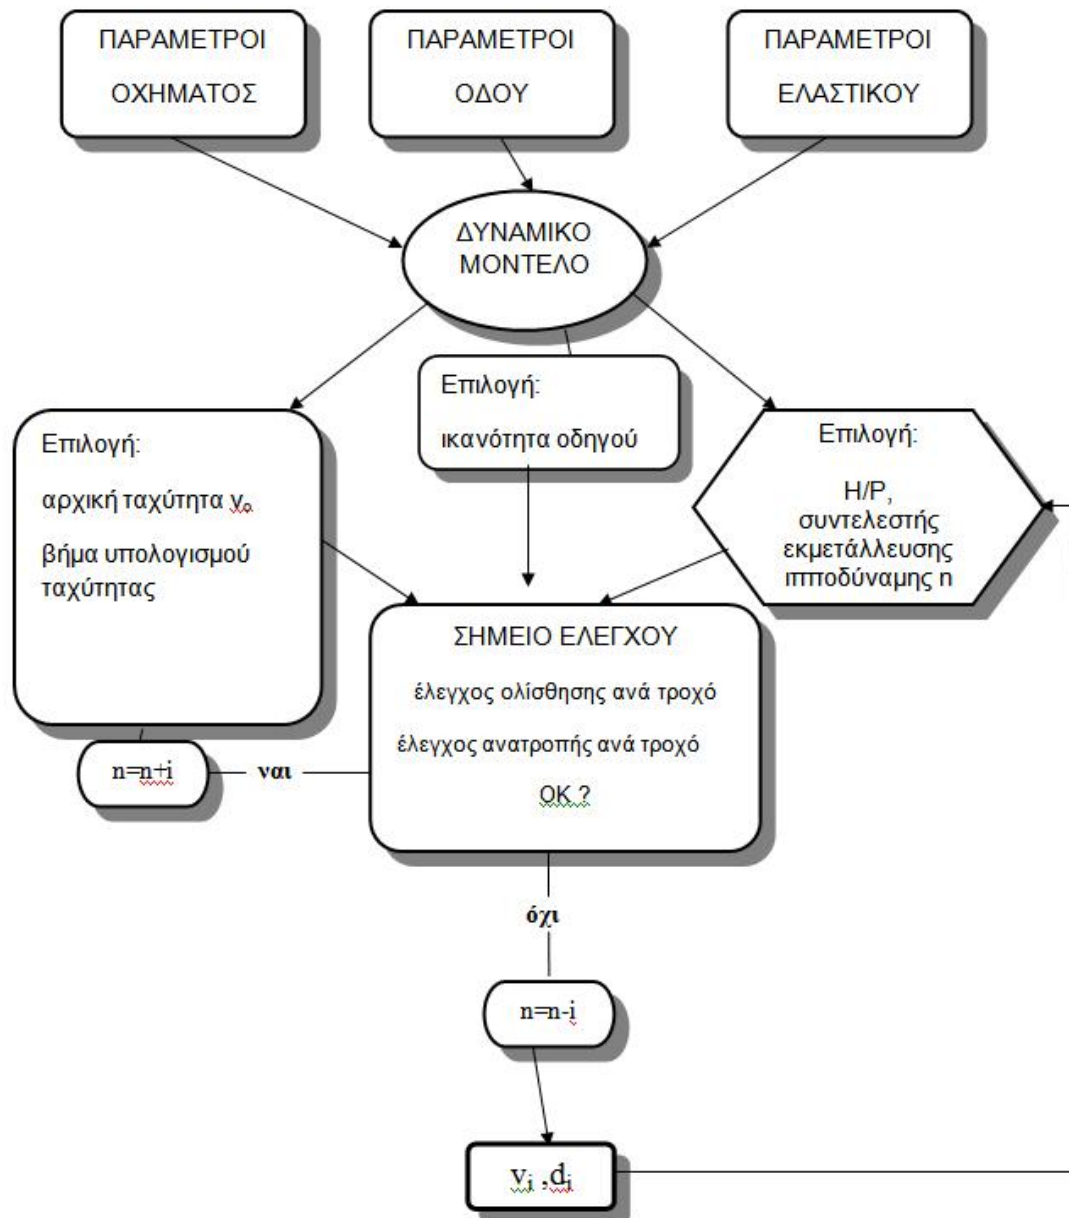 ΠΑΡΑΜΕΤΡΟΙ
ΟΧΗΜΑΤΟΣ
ΠΑΡΑΜΕΤΡΟΙ
ΟΔΟΥ
ΠΑΡΑΜΕΤΡΟΙ
ΕΛΑΣΤΙΚΟΥ
ΔΥΝΑΜΙΚΟ
ΜΟΝΤΕΛΟ
Επιλογή:
αρχική ταχύτητα vₒ
βήμα υπολογισμού
ταχύτητας
Επιλογή:
ικανότητα οδηγού
Επιλογή:
H/P,
συντελεστής
εκμετάλλευσης
ιπποδύναμης n
ΣΗΜΕΙΟ ΕΛΕΓΧΟΥ
έλεγχος ολίσθησης ανά τροχό
έλεγχος ανατροπής ανά τροχό
OK ?
n=n+i
ναι
όχι
n=n-i
vᵢ ,dᵢ